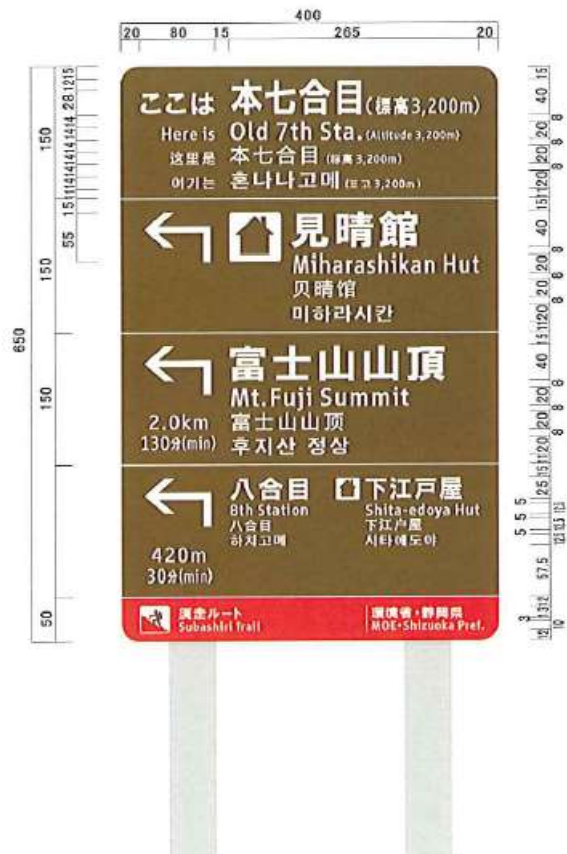 400
20 80 15 265 20
ここは 本七合目(標高3,200m)
Here is Old 7th Sta.(Altitude 3,200m)
这里是 本七合目(标高3,200m)
여기는 혼나나고메(표고3,200m)
見晴館
Miharashikan Hut
贝晴馆
미하라시칸
富士山山頂
Mt.Fuji Summit
2.0km 富士山山顶
130分(min) 후지산 정상
八合目 下江戸屋
8th Station Shita-edoya Hut
八合目 下江户屋
하치고메 시타에도야
420m
30分(min)
須走ルート 環境省・静岡県
Subashiri Trail MOE・Shizuoka Pref.
650
150
150
150
50
55